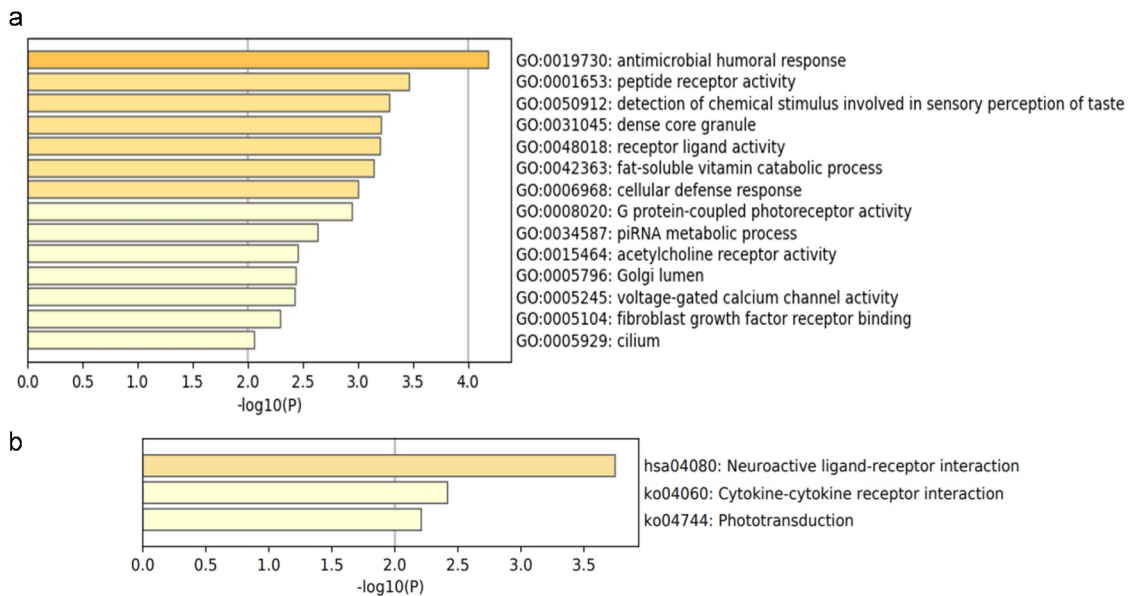 a
GO:0019730: antimicrobial humoral response
GO:0001653: peptide receptor activity
GO:0050912: detection of chemical stimulus involved in sensory perception of taste
GO:0031045: dense core granule
GO:0048018: receptor ligand activity
GO:0042363: fat-soluble vitamin catabolic process
GO:0006968: cellular defense response
GO:0008020: G protein-coupled photoreceptor activity
GO:0034587: piRNA metabolic process
GO:0015464: acetylcholine receptor activity
GO:0005796: Golgi lumen
GO:0005245: voltage-gated calcium channel activity
GO:0005104: fibroblast growth factor receptor binding
GO:0005929: cilium
0.0 0.5 1.0 1.5 2.0 2.5 3.0 3.5 4.0
-log10(P)
b
hsa04080: Neuroactive ligand-receptor interaction
ko04060: Cytokine-cytokine receptor interaction
ko04744: Phototransduction
0.0 0.5 1.0 1.5 2.0 2.5 3.0 3.5
-log10(P)